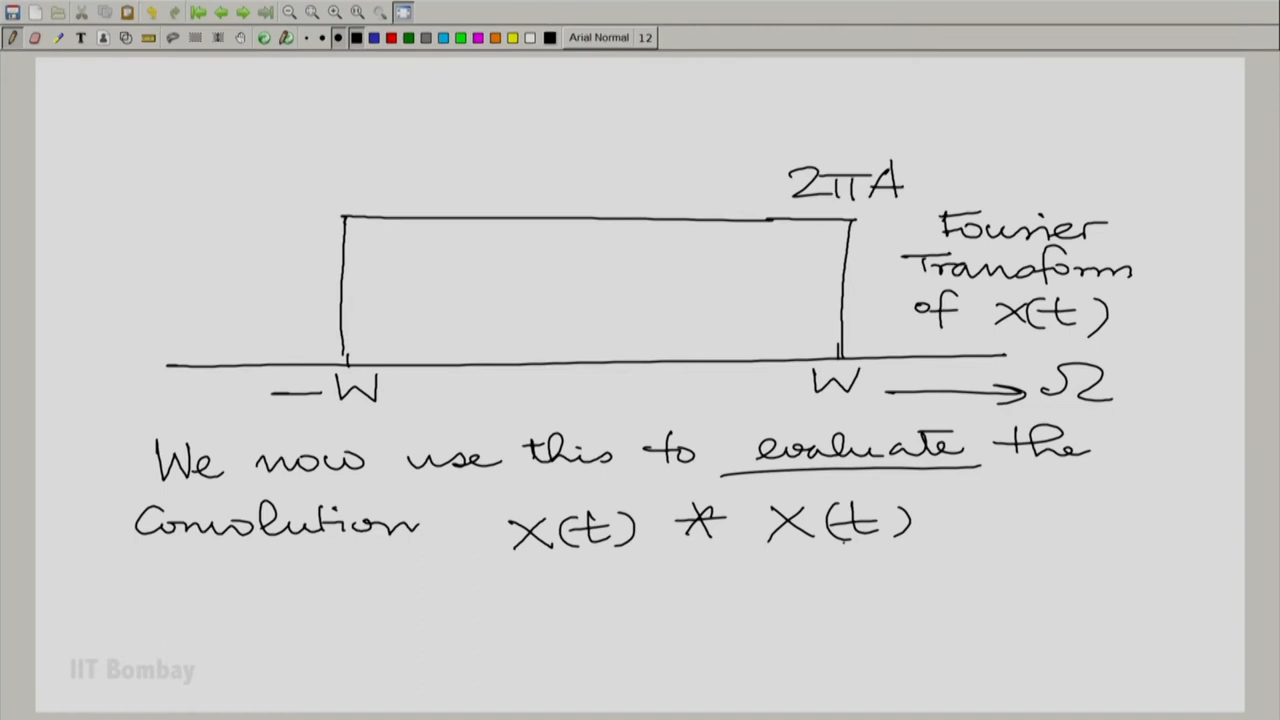 Arial Normal 12
2πA
Fourier
Transform
of x(t)
-W W → Ω
We now use this to evaluate the
Convolution x(t) * x(t)
IIT Bombay